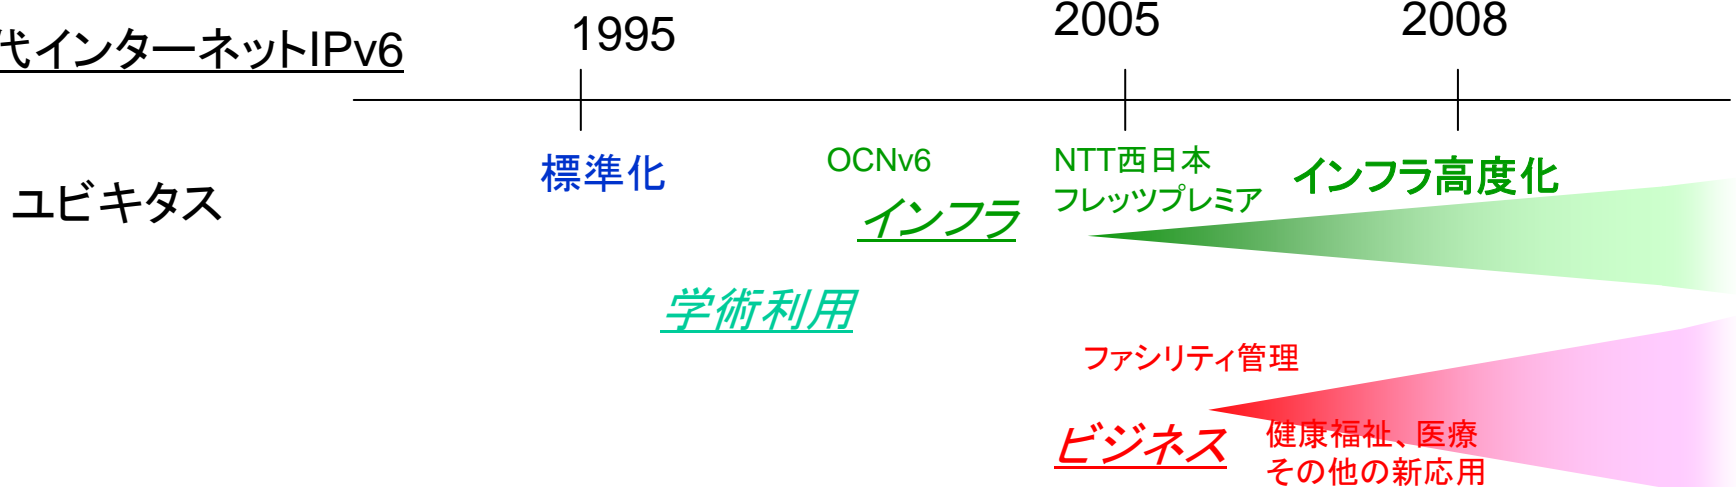 代インターネットIPv6
1995
2005
2008
標準化
OCNv6
NTT西日本
フレッツプレミア
インフラ高度化
ユビキタス
インフラ
学術利用
ファシリティ管理
ビジネス
健康福祉、医療
その他の新応用